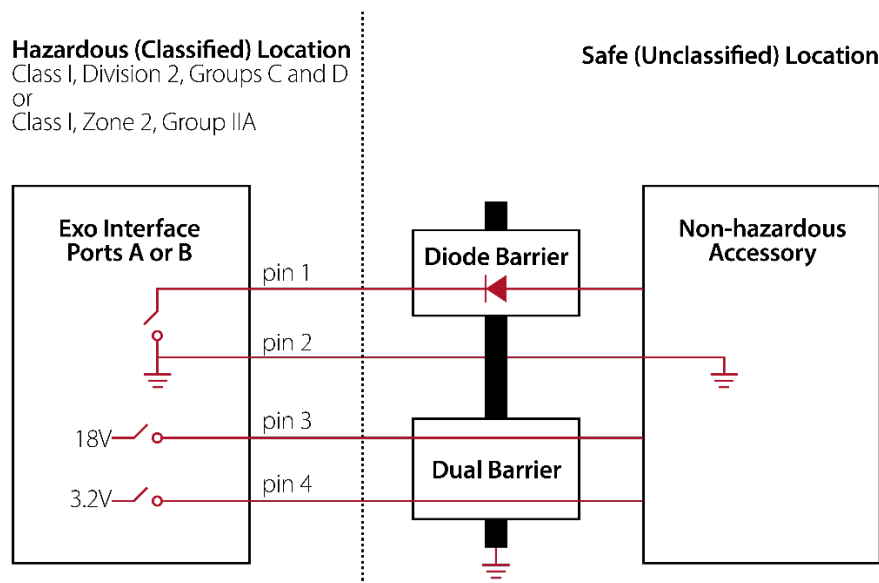 Hazardous (Classified) Location
Class I, Division 2, Groups C and D
or
Class I, Zone 2, Group IIA
Safe (Unclassified) Location
Exo Interface
Ports A or B
Diode Barrier
Non-hazardous
Accessory
pin 1
pin 2
pin 3
18V
Dual Barrier
pin 4
3.2V